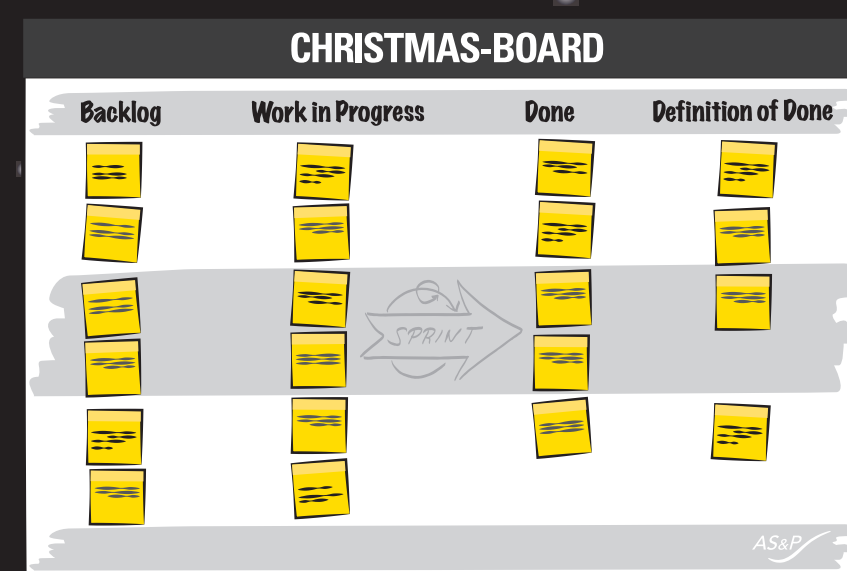 CHRISTMAS-BOARD
Backlog Work in Progress Done Definition of Done
SPRINT
AS&P